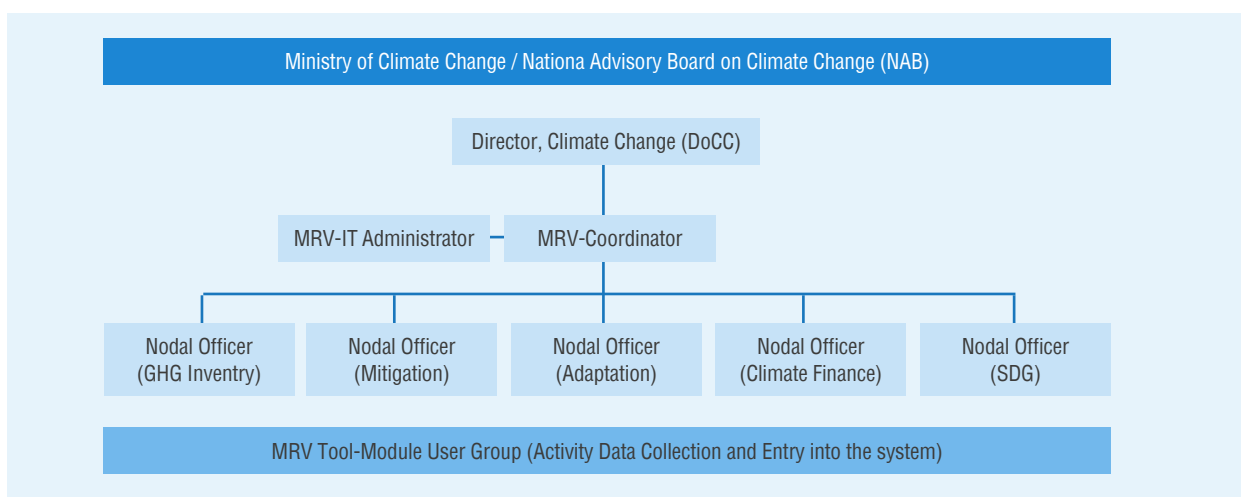 Ministry of Climate Change / Nationa Advisory Board on Climate Change (NAB)
Director, Climate Change (DoCC)
MRV-IT Administrator
MRV-Coordinator
Nodal Officer
(GHG Inventry)
Nodal Officer
(Mitigation)
Nodal Officer
(Adaptation)
Nodal Officer
(Climate Finance)
Nodal Officer
(SDG)
MRV Tool-Module User Group (Activity Data Collection and Entry into the system)